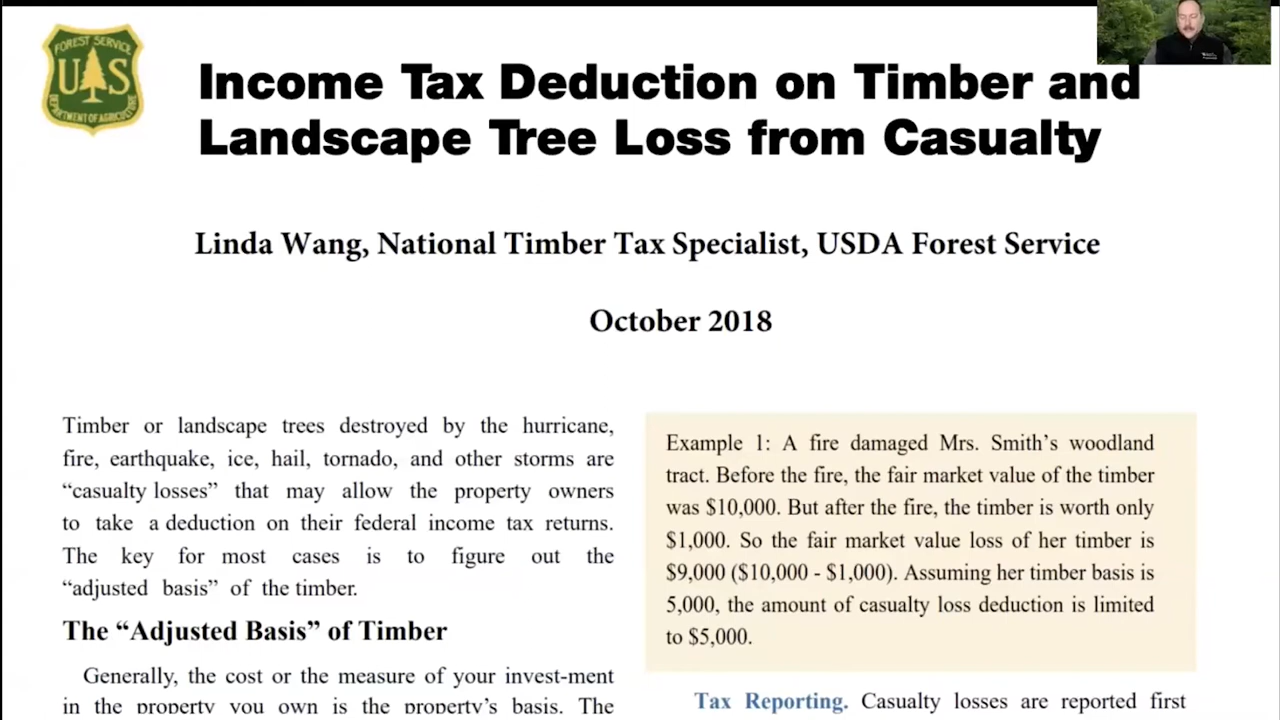 FOREST SERVICE
US
DEPARTMENT OF AGRICULTURE
Income Tax Deduction on Timber and
Landscape Tree Loss from Casualty
Linda Wang, National Timber Tax Specialist, USDA Forest Service
October 2018
Timber or landscape trees destroyed by the hurricane,
fire, earthquake, ice, hail, tornado, and other storms are
“casualty losses” that may allow the property owners
to take a deduction on their federal income tax returns.
The key for most cases is to figure out the
“adjusted basis” of the timber.
The “Adjusted Basis” of Timber
Generally, the cost or the measure of your invest-ment
in the property you own is the property’s basis. The
Example 1: A fire damaged Mrs. Smith’s woodland
tract. Before the fire, the fair market value of the timber
was $10,000. But after the fire, the timber is worth only
$1,000. So the fair market value loss of her timber is
$9,000 ($10,000 - $1,000). Assuming her timber basis is
5,000, the amount of casualty loss deduction is limited
to $5,000.
Tax Reporting. Casualty losses are reported first